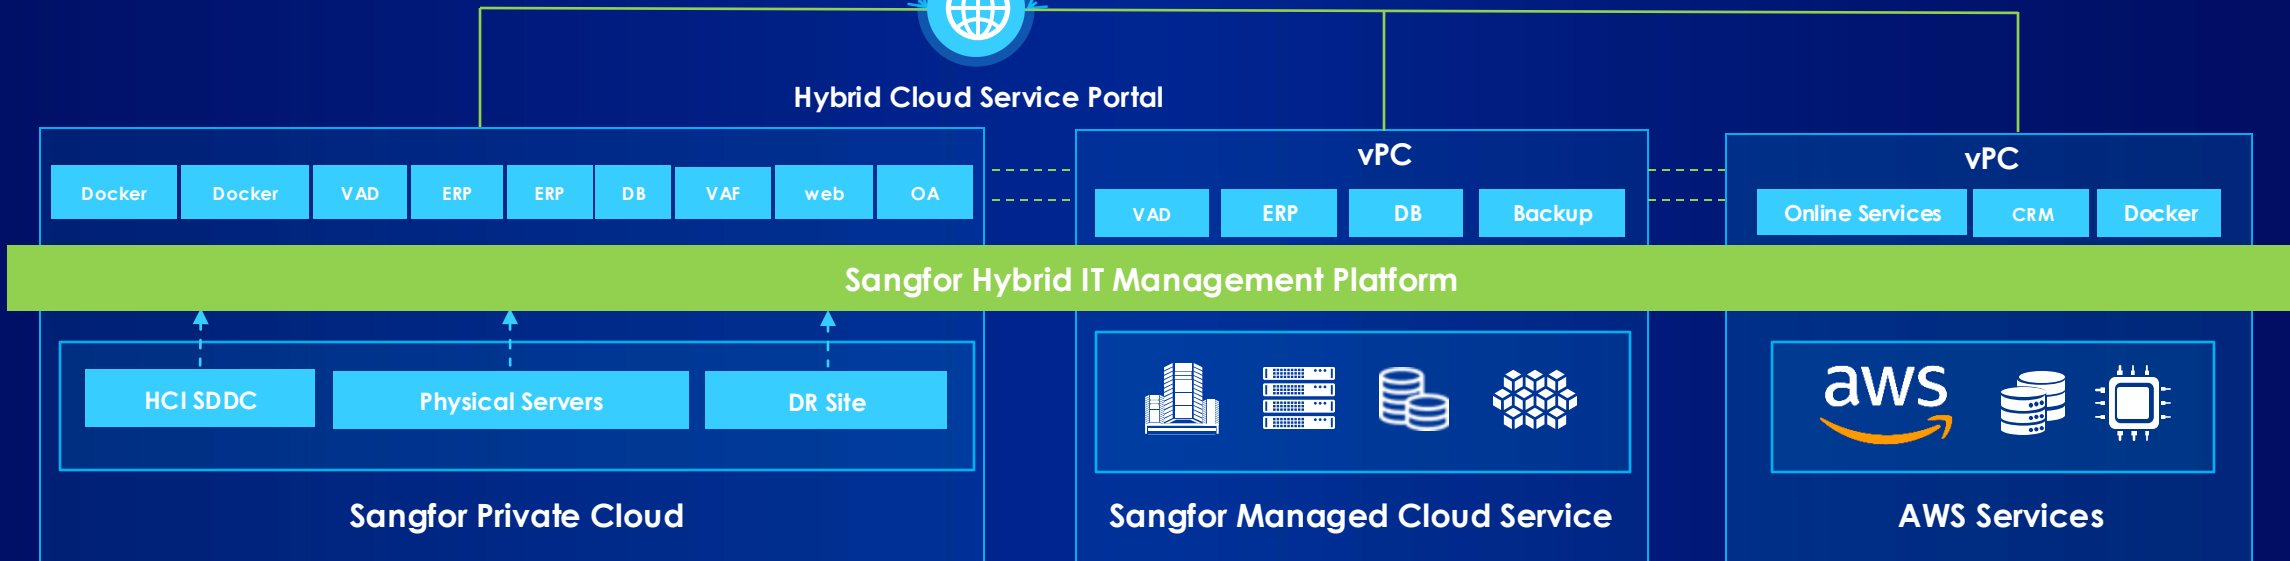 Hybrid Cloud Service Portal
Docker
Docker
VAD
ERP
ERP
DB
VAF
web
OA
vPC
VAD
ERP
DB
Backup
vPC
Online Services
CRM
Docker
Sangfor Hybrid IT Management Platform
HCI SDDC
Physical Servers
DR Site
aws
Sangfor Private Cloud
Sangfor Managed Cloud Service
AWS Services